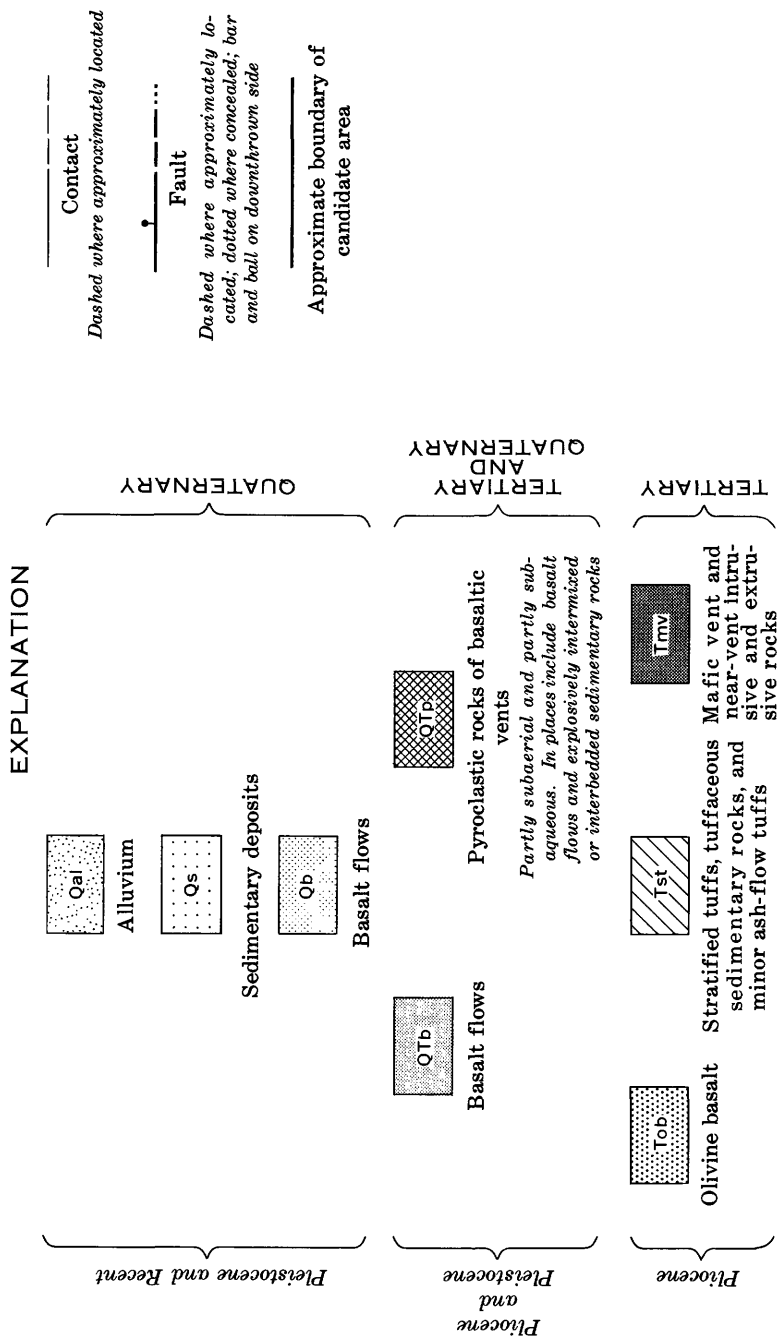 EXPLANATION
Qal
Alluvium
Qs
Sedimentary deposits
Qb
Basalt flows
Pleistocene and Recent
QUATERNARY
QTb
Basalt flows
QTp
Pyroclastic rocks of basaltic
vents
Partly subaerial and partly sub-
aqueous. In places include basalt
flows and explosively intermixed
or interbedded sedimentary rocks
Pliocene
and
Pleistocene
TERTIARY
AND
QUATERNARY
Tob
Olivine basalt
Tst
Stratified tuffs, tuffaceous
sedimentary rocks, and
minor ash-flow tuffs
Tmv
Mafic vent and
near-vent intru-
sive and extru-
sive rocks
Pliocene
TERTIARY
Contact
Dashed where approximately located
Fault
Dashed where approximately lo-
cated; dotted where concealed; bar
and ball on downthrown side
Approximate boundary of
candidate area